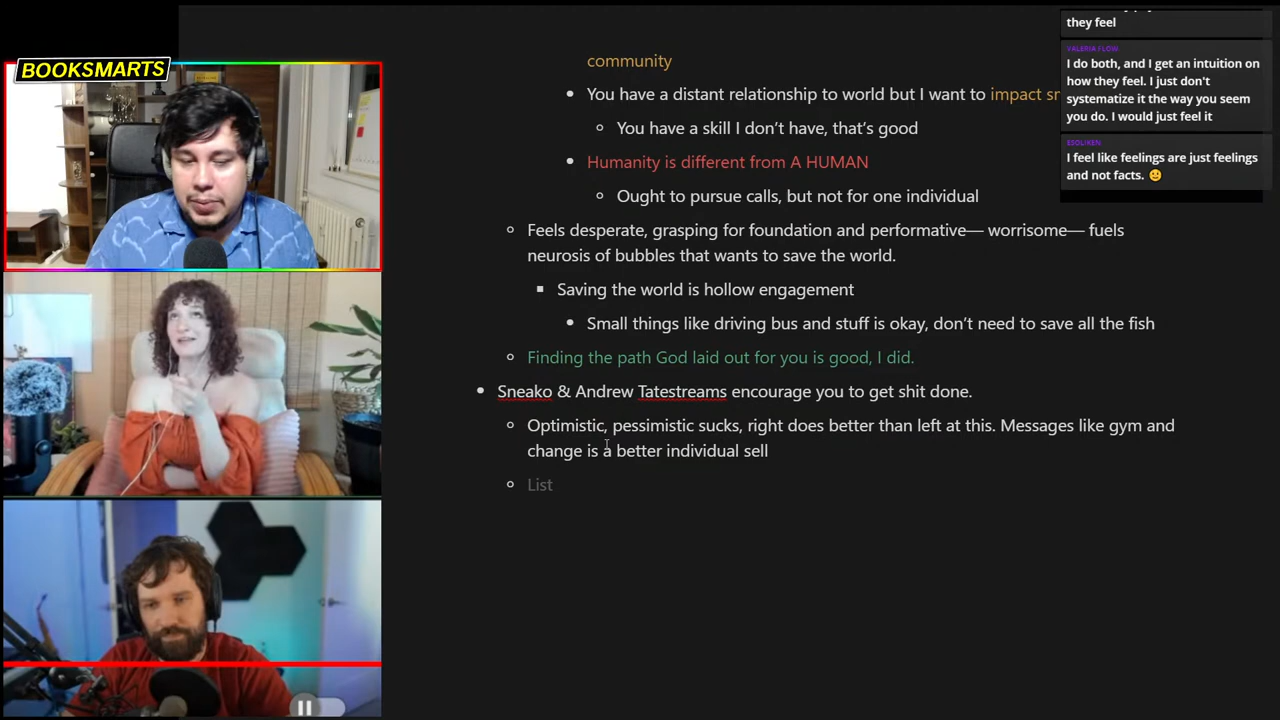 BOOKSMARTS
community
You have a distant relationship to world but I want to impact
You have a skill I don't have, that's good
Humanity is different from A HUMAN
Ought to pursue calls, but not for one individual
Feels desperate, grasping for foundation and performative— worrisome— fuels
neurosis of bubbles that wants to save the world.
Saving the world is hollow engagement
Small things like driving bus and stuff is okay, don't need to save all the fish
Finding the path God laid out for you is good, I did.
Sneako & Andrew Tatestreams encourage you to get shit done.
Optimistic, pessimistic sucks, right does better than left at this. Messages like gym and
change is a better individual sell
List
they feel
VALERIA FLOW
I do both, and I get an intuition
on how they feel. I just don't
systematize it the way you seem
you do. I would just feel it
I feel like feelings are just feelings
and not facts. 🙂